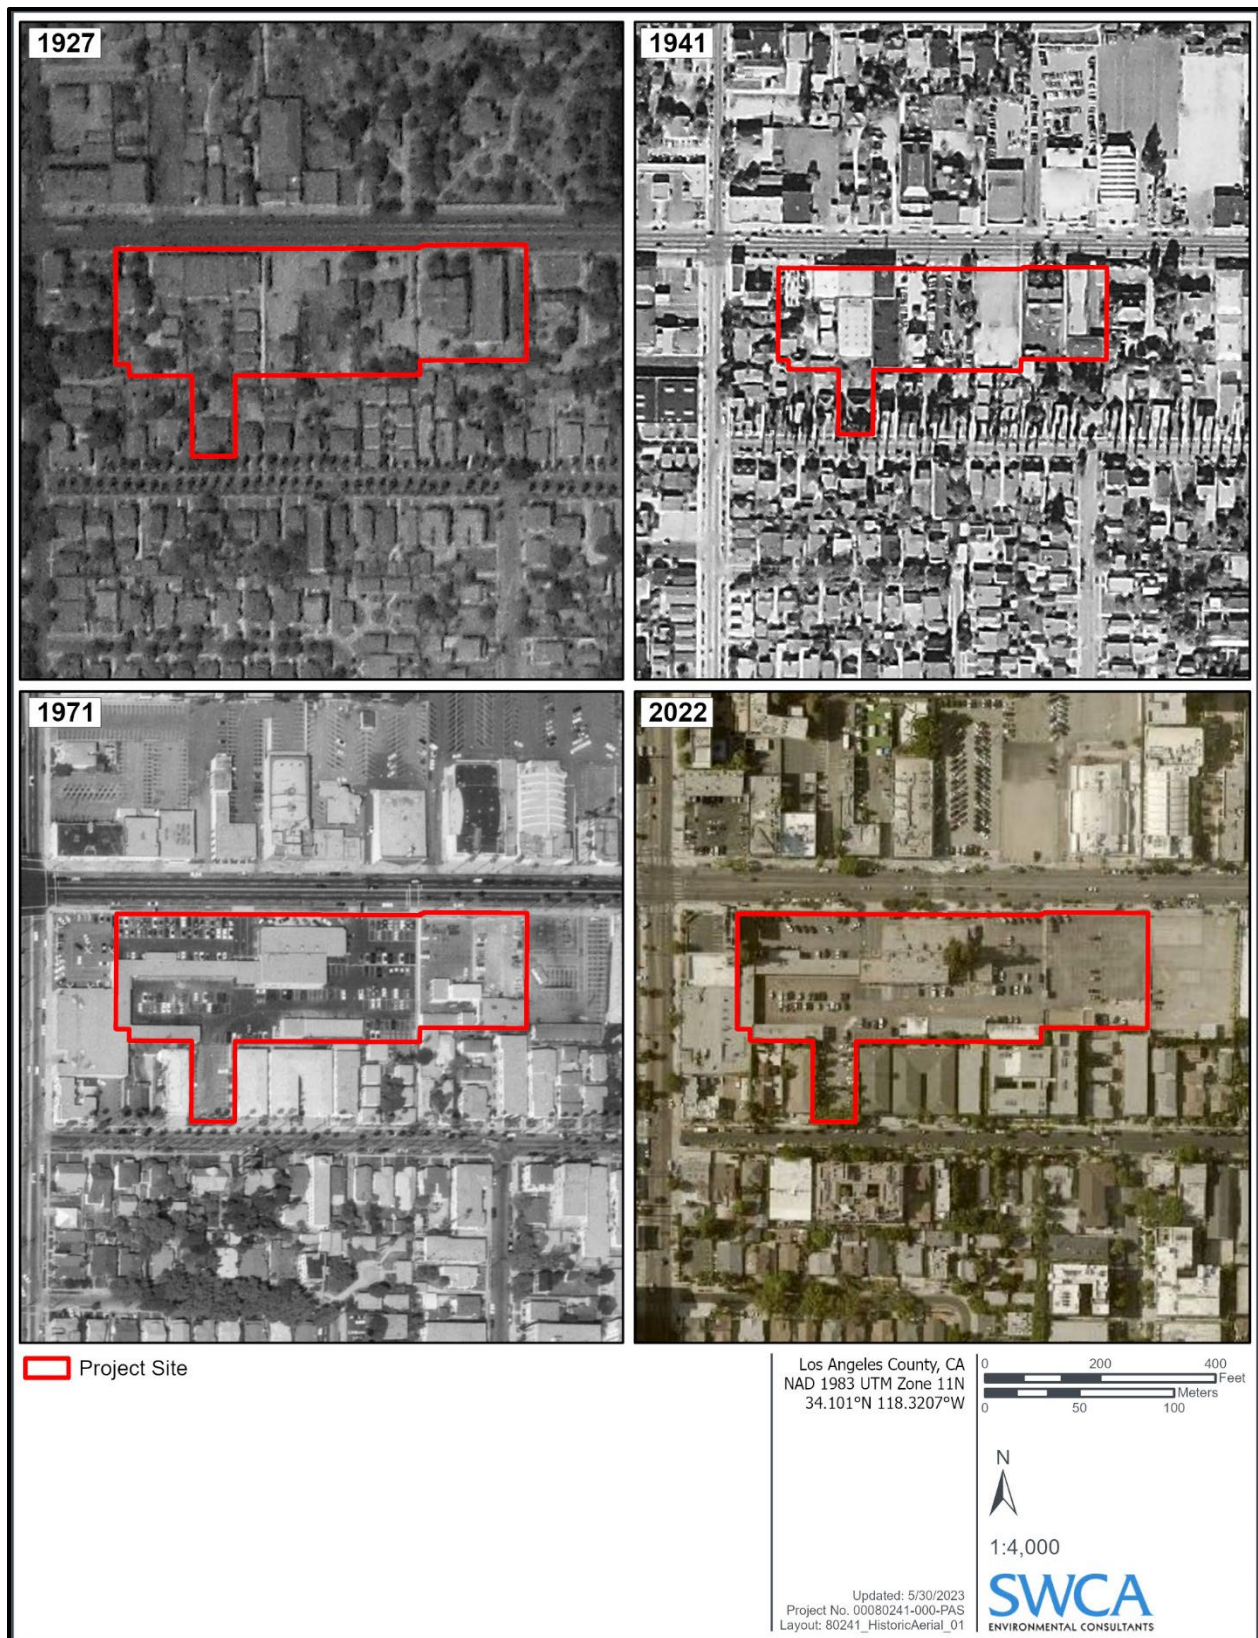 1927
1941
1971
2022
Project Site
Los Angeles County, CA
NAD 1983 UTM Zone 11N
34.101°N 118.3207°W
Updated: 5/30/2023
Project No. 00080241-000-PAS
Layout: 80241_HistoricAerial_01
0 200 400
Feet
Meters
0 50 100
N
1:4,000
SWCA
ENVIRONMENTAL CONSULTANTS